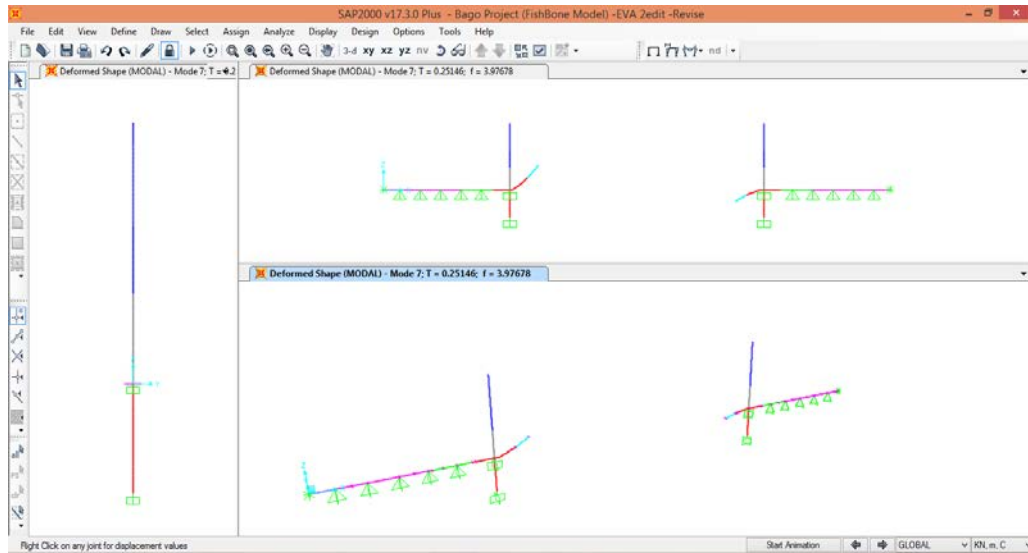 SAP2000 v17.3.0 Plus - Bago Project (FishBone Model) -EVA 2edit -Revise
File Edit View Define Draw Select Assign Analyze Display Design Options Tools Help
3-d xy xz yz nv nd
Deformed Shape (MODAL) - Mode 7; T =
Deformed Shape (MODAL) - Mode 7; T = 0.25146; f = 3.97678
Deformed Shape (MODAL) - Mode 7; T = 0.25146; f = 3.97678
Right Click on any joint for displacement values
Start Animation
GLOBAL
KN, m, C